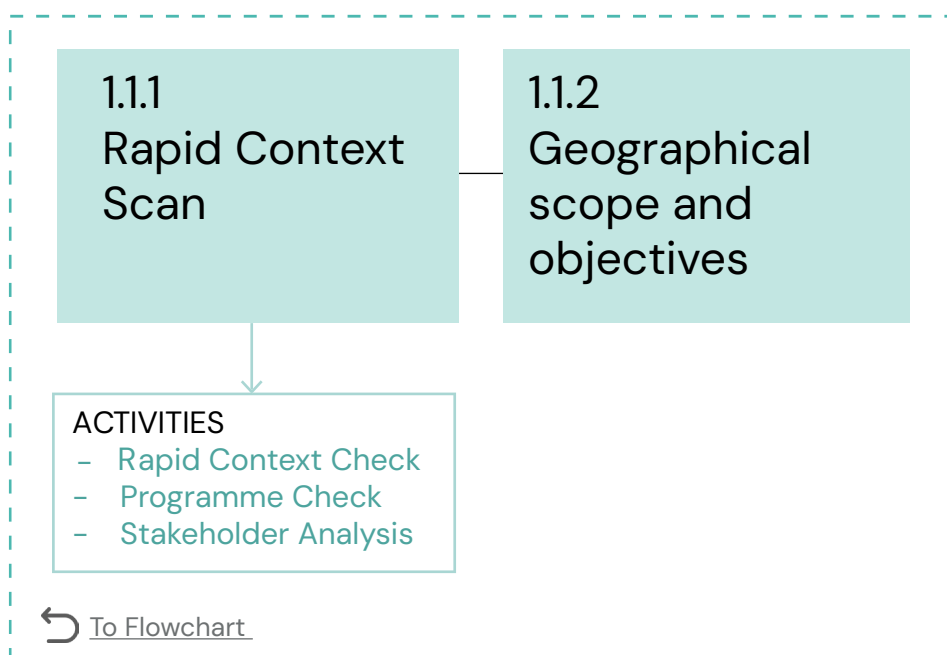 1.1.1
Rapid Context
Scan
1.1.2
Geographical
scope and
objectives
ACTIVITIES
- Rapid Context Check
- Programme Check
- Stakeholder Analysis
To Flowchart